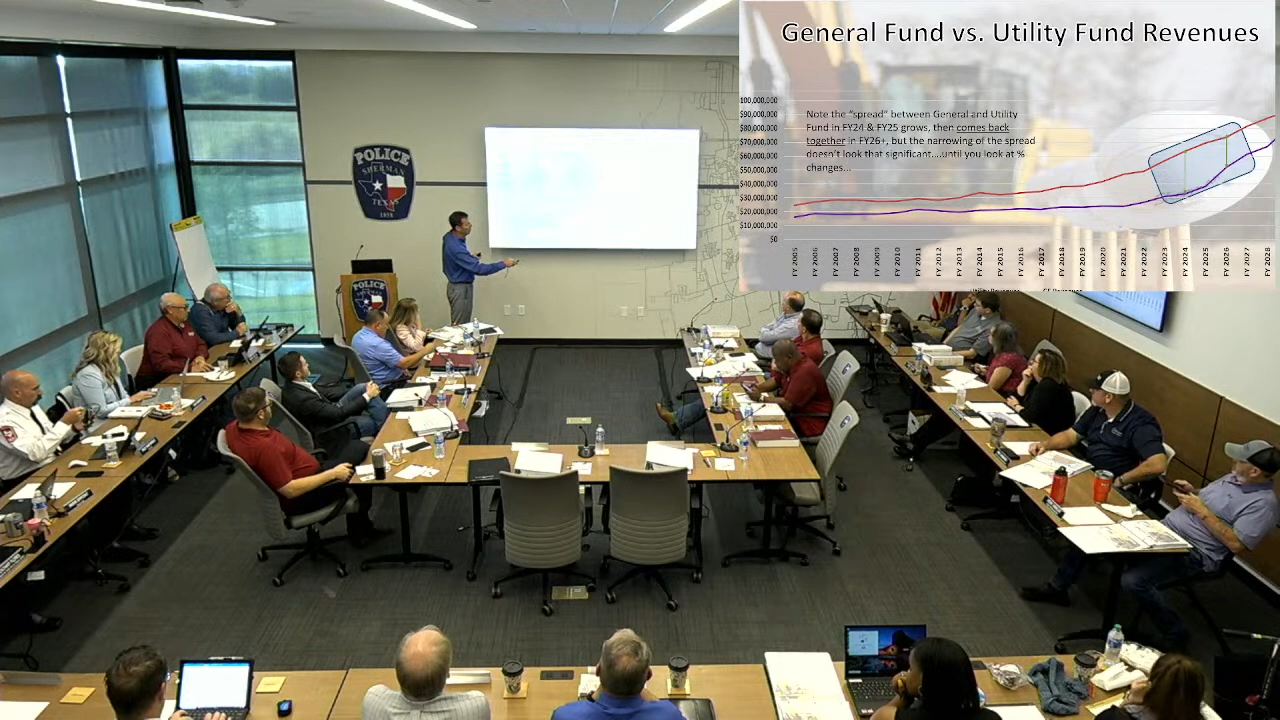 General Fund vs. Utility Fund Revenues
100,000,000
$90,000,000
$80,000,000
$70,000,000
$60,000,000
$50,000,000
$40,000,000
$30,000,000
$20,000,000
$10,000,000
$0
Note the "spread" between General and Utility
Fund in FY24 & FY25 grows, then comes back
together in FY26+, but the narrowing of the spread
doesn't look that significant....until you look at %
changes...
FY 2005
FY 2006
FY 2007
FY 2008
FY 2009
FY 2010
FY 2011
FY 2012
FY 2013
FY 2014
FY 2015
FY 2016
FY 2017
FY 2018
FY 2019
FY 2020
FY 2021
FY 2022
FY 2023
FY 2024
FY 2025
FY 2026
FY 2027
FY 2028
POLICE
SHERMAN
TEXAS
POLICE